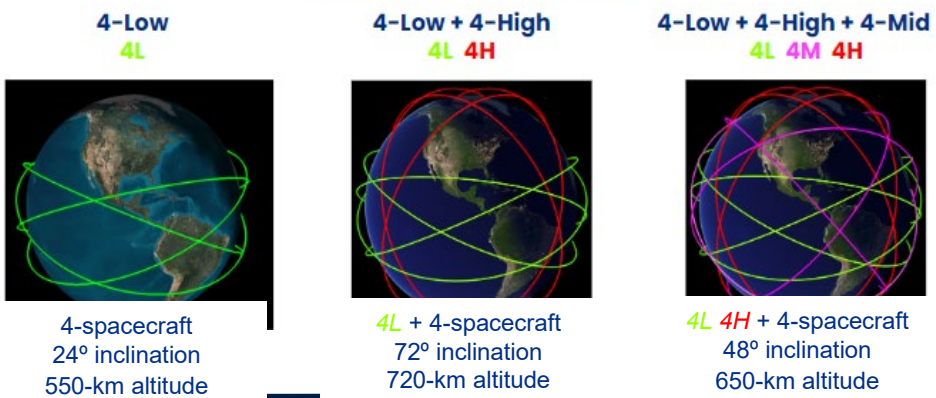 4-Low
4L
4-spacecraft
24º inclination
550-km altitude
4-Low + 4-High
4L 4H
4L + 4-spacecraft
72º inclination
720-km altitude
4-Low + 4-High + 4-Mid
4L 4M 4H
4L 4H + 4-spacecraft
48º inclination
650-km altitude